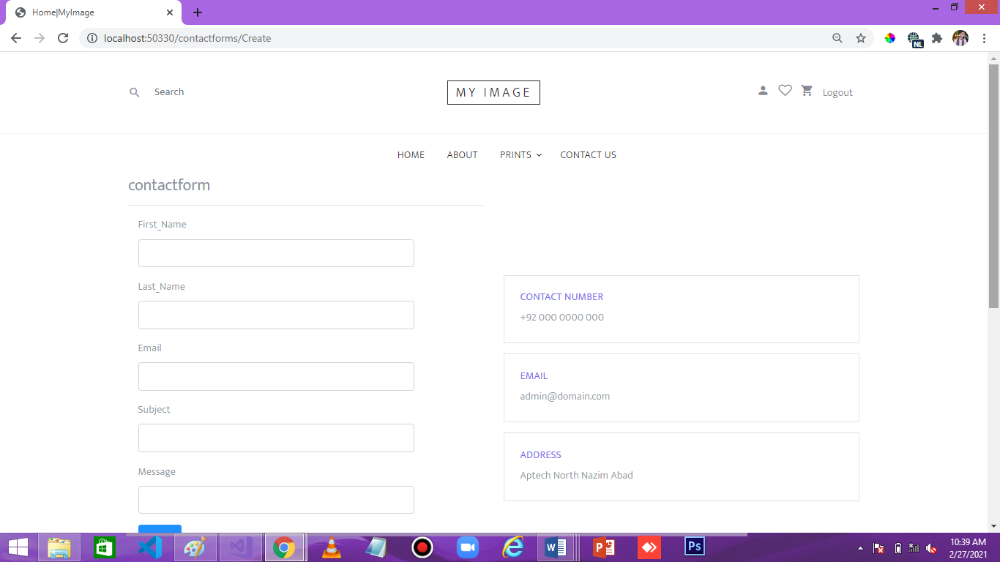 Home|MyImage
localhost:50330/contactforms/Create
NL
Search
MY IMAGE
Logout
HOME ABOUT PRINTS CONTACT US
contactform
First_Name
Last_Name
Email
Subject
Message
CONTACT NUMBER
+92 000 0000 000
EMAIL
admin@domain.com
ADDRESS
Aptech North Nazim Abad
Ps
10:39 AM
2/27/2021